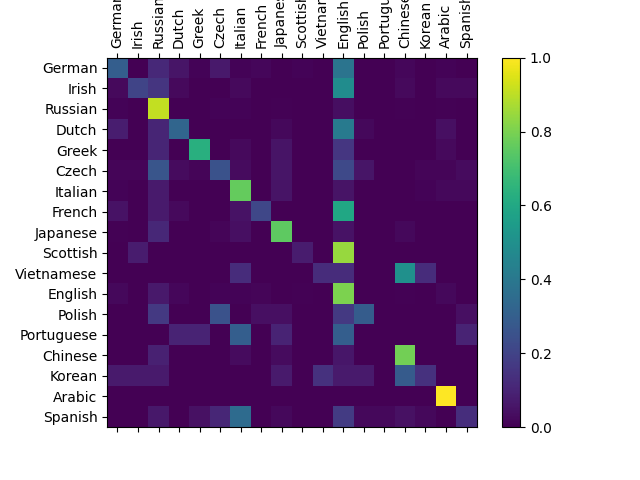 German
Irish
Russian
Dutch
Greek
Czech
Italian
French
Japanes
Scottish
Vietnam
English
Polish
Portugu
Chinese
Korean
Arabic
Spanish
German
Irish
Russian
Dutch
Greek
Czech
Italian
French
Japanese
Scottish
Vietnamese
English
Polish
Portuguese
Chinese
Korean
Arabic
Spanish
1.0
0.8
0.6
0.4
0.2
0.0